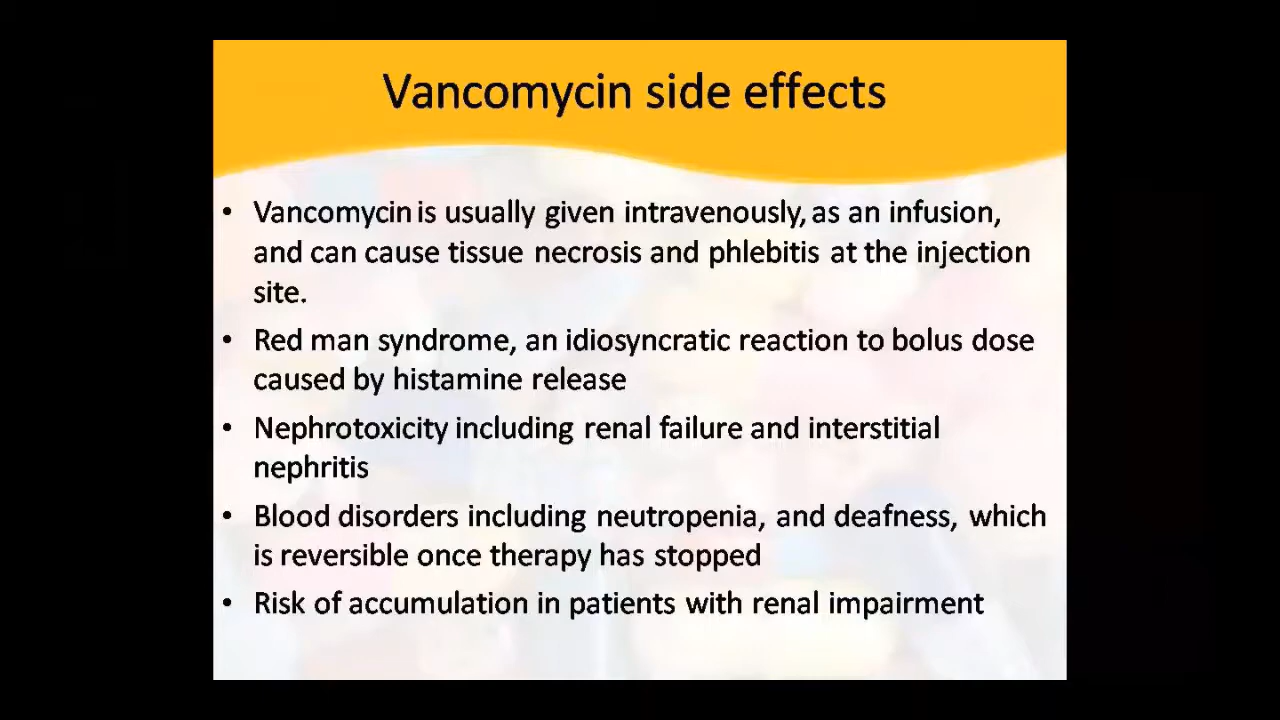 Vancomycin side effects
• Vancomycin is usually given intravenously, as an infusion,
and can cause tissue necrosis and phlebitis at the injection
site.
• Red man syndrome, an idiosyncratic reaction to bolus dose
caused by histamine release
• Nephrotoxicity including renal failure and interstitial
nephritis
• Blood disorders including neutropenia, and deafness, which
is reversible once therapy has stopped
• Risk of accumulation in patients with renal impairment